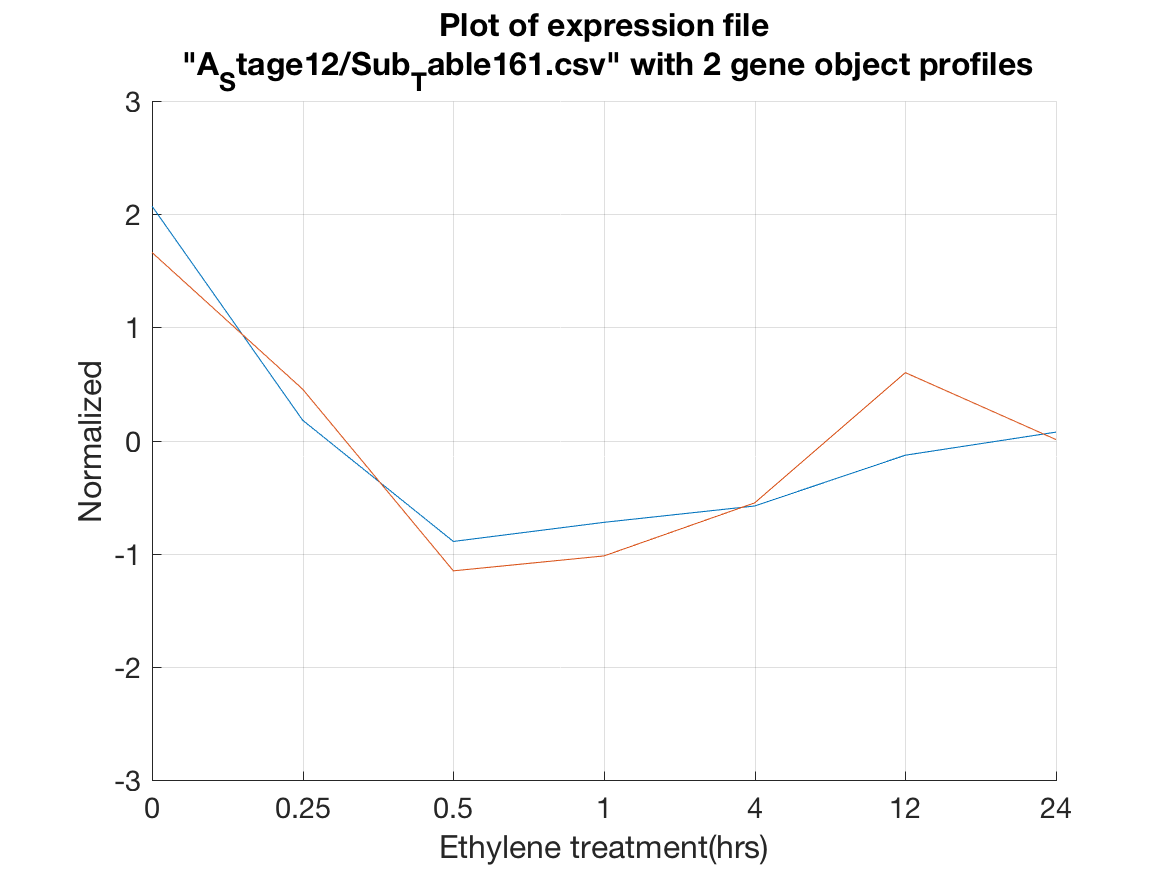 Plot of expression file
"AStage12/SubTable161.csv" with 2 gene object profiles
3
2
1
0
-1
-2
-3
Normalized
0 0.25 0.5 1 4 12 24
Ethylene treatment(hrs)